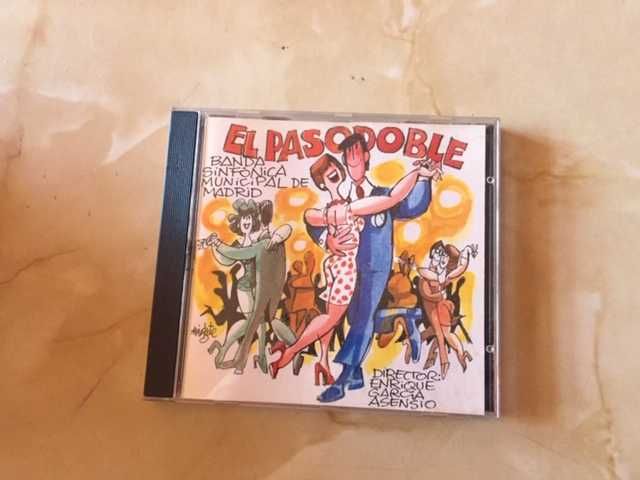 EL PASODOBLE
BANDA
SINFÓNICA
MUNICIPAL DE
MADRID
DIRECTOR:
ENRIQUE
GARCÍA
ASENSIO